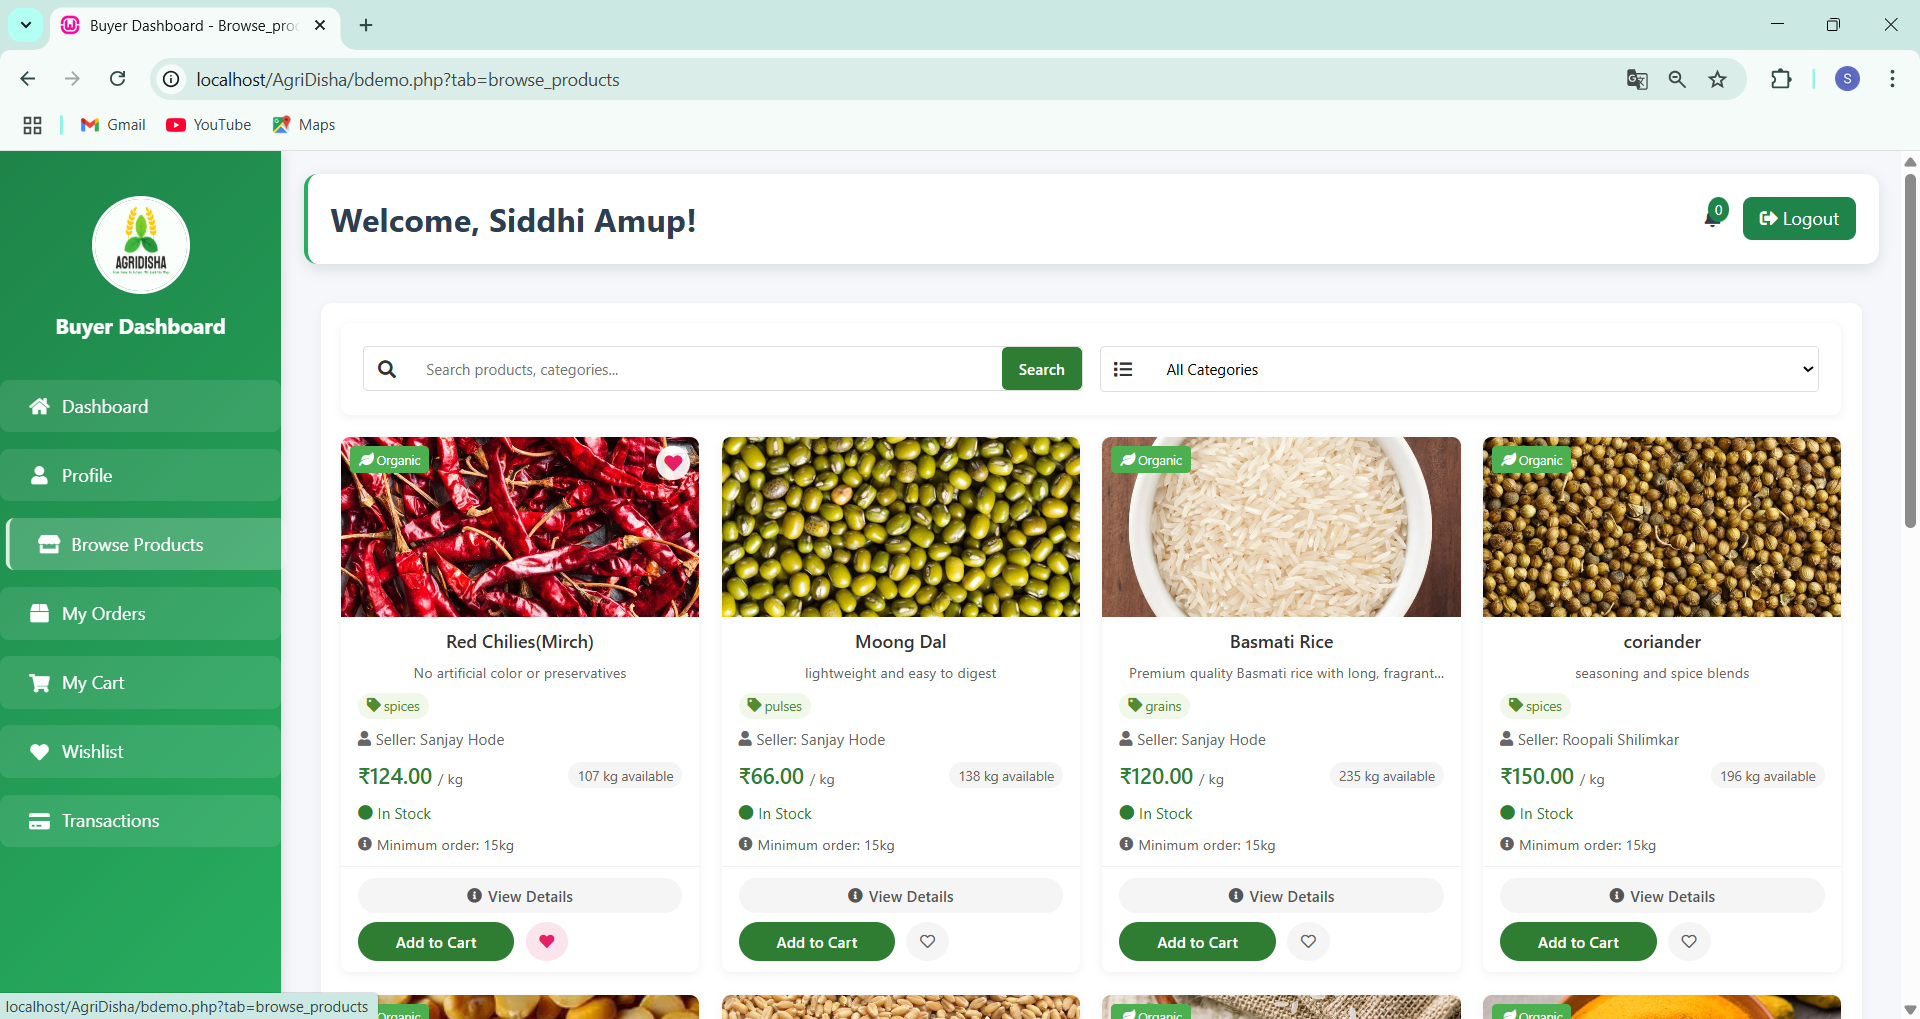 Buyer Dashboard - Browse_pro
localhost/AgriDisha/bdemo.php?tab=browse_products
S
Gmail
YouTube
Maps
AGRIDISHA
Buyer Dashboard
Dashboard
Profile
Browse Products
My Orders
My Cart
Wishlist
Transactions
Welcome, Siddhi Amup!
0
Logout
Search products, categories...
Search
All Categories
Organic
Organic
Organic
Red Chilies(Mirch)
No artificial color or preservatives
spices
Seller: Sanjay Hode
₹124.00 / kg
107 kg available
In Stock
Minimum order: 15kg
View Details
Add to Cart
Moong Dal
lightweight and easy to digest
pulses
Seller: Sanjay Hode
₹66.00 / kg
138 kg available
In Stock
Minimum order: 15kg
View Details
Add to Cart
Basmati Rice
Premium quality Basmati rice with long, fragrant...
grains
Seller: Sanjay Hode
₹120.00 / kg
235 kg available
In Stock
Minimum order: 15kg
View Details
Add to Cart
coriander
seasoning and spice blends
spices
Seller: Roopali Shilimkar
₹150.00 / kg
196 kg available
In Stock
Minimum order: 15kg
View Details
Add to Cart
Organic
Organic
Organic
localhost/AgriDisha/bdemo.php?tab=browse_products